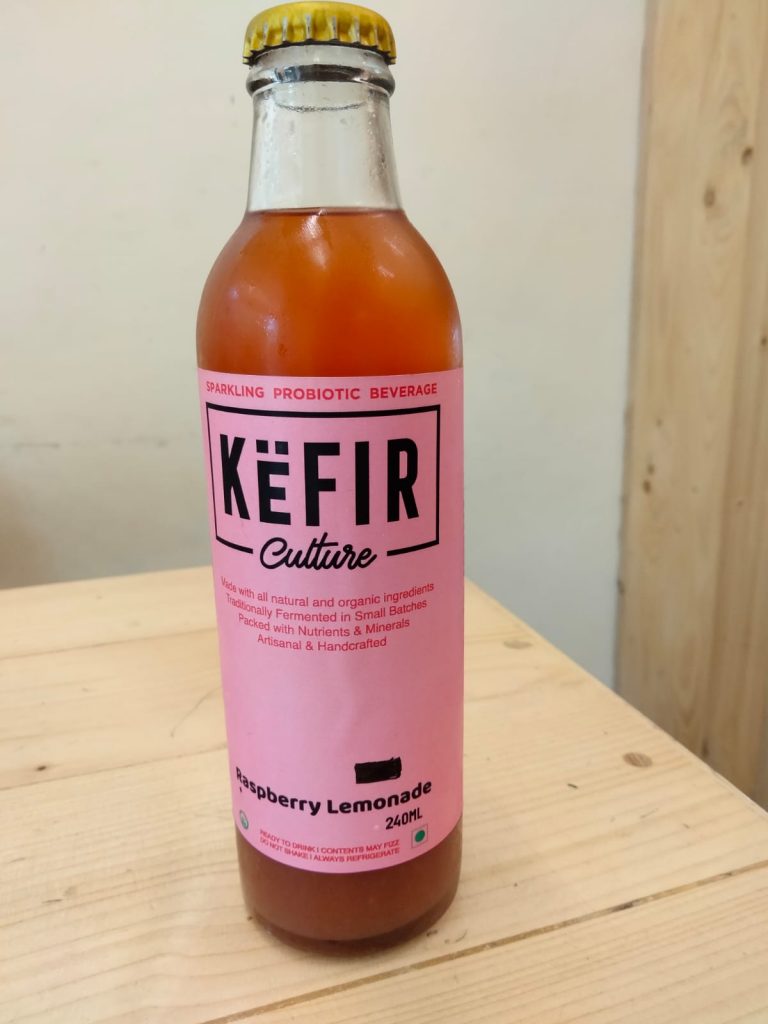 SPARKLING PROBIOTIC BEVERAGE
KËFIR
Culture
Made with all natural and organic ingredients
Traditionally Fermented in Small Batches
Packed with Nutrients & Minerals
Artisanal & Handcrafted
Raspberry Lemonade
240ML
READY TO DRINK | CONTENTS MAY FIZZ
DO NOT SHAKE | ALWAYS REFRIGERATE